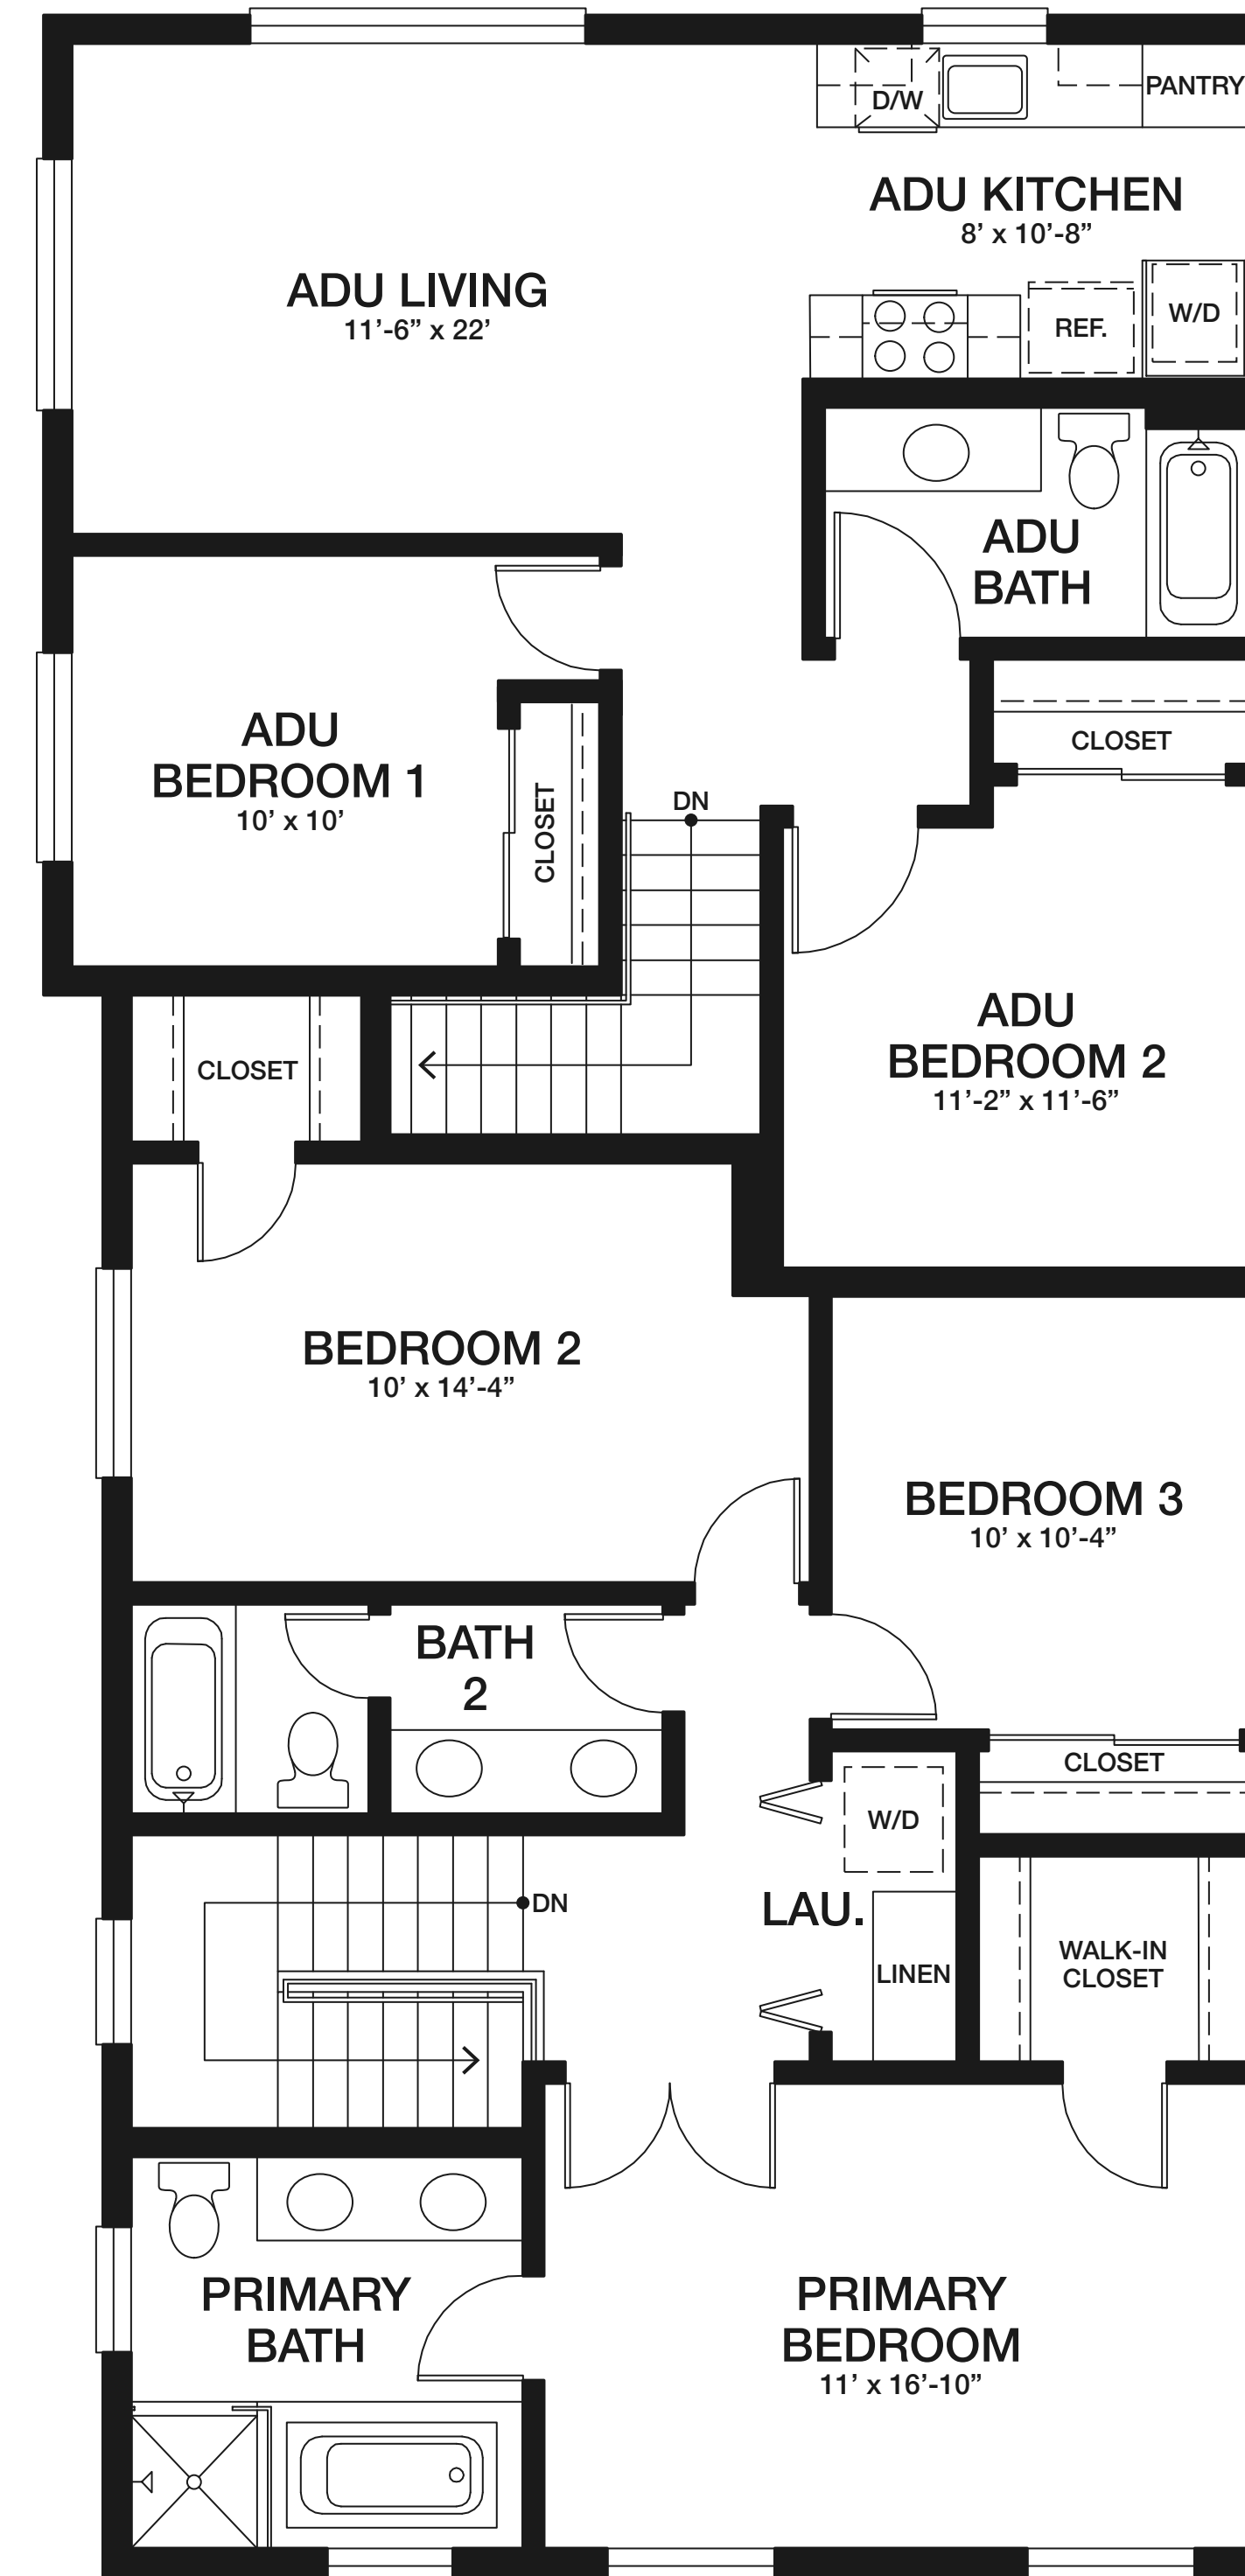 D/W
PANTRY
ADU KITCHEN
8’ x 10’-8”
ADU LIVING
11’-6” x 22’
REF.
W/D
ADU
BATH
ADU
BEDROOM 1
10’ x 10’
CLOSET
CLOSET
DN
ADU
BEDROOM 2
11’-2” x 11’-6”
CLOSET
BEDROOM 2
10’ x 14’-4”
BEDROOM 3
10’ x 10’-4”
BATH
2
CLOSET
W/D
DN
LAU.
LINEN
WALK-IN
CLOSET
PRIMARY
BATH
PRIMARY
BEDROOM
11’ x 16’-10”